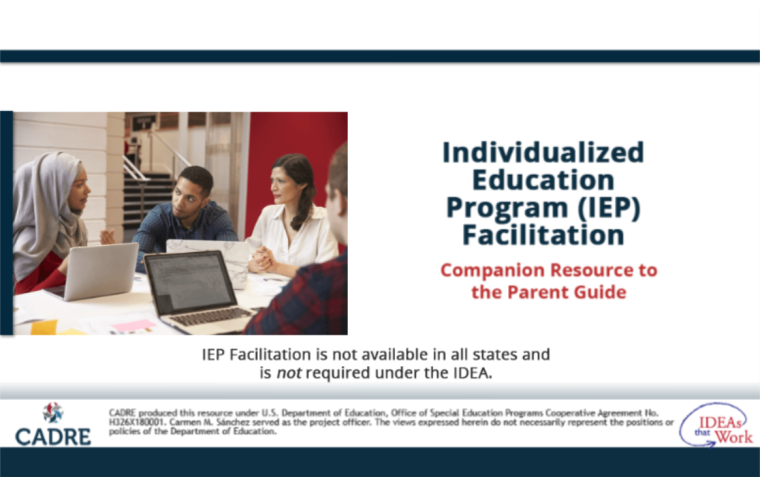 Individualized
Education
Program (IEP)
Facilitation
Companion Resource to
the Parent Guide
IEP Facilitation is not available in all states and
is not required under the IDEA.
CADRE
CADRE produced this resource under U.S. Department of Education, Office of Special Education Programs Cooperative Agreement No.
H326X180001. Carmen M. Sánchez served as the project officer. The views expressed herein do not necessarily represent the positions or
policies of the Department of Education.
IDEAs
that Work